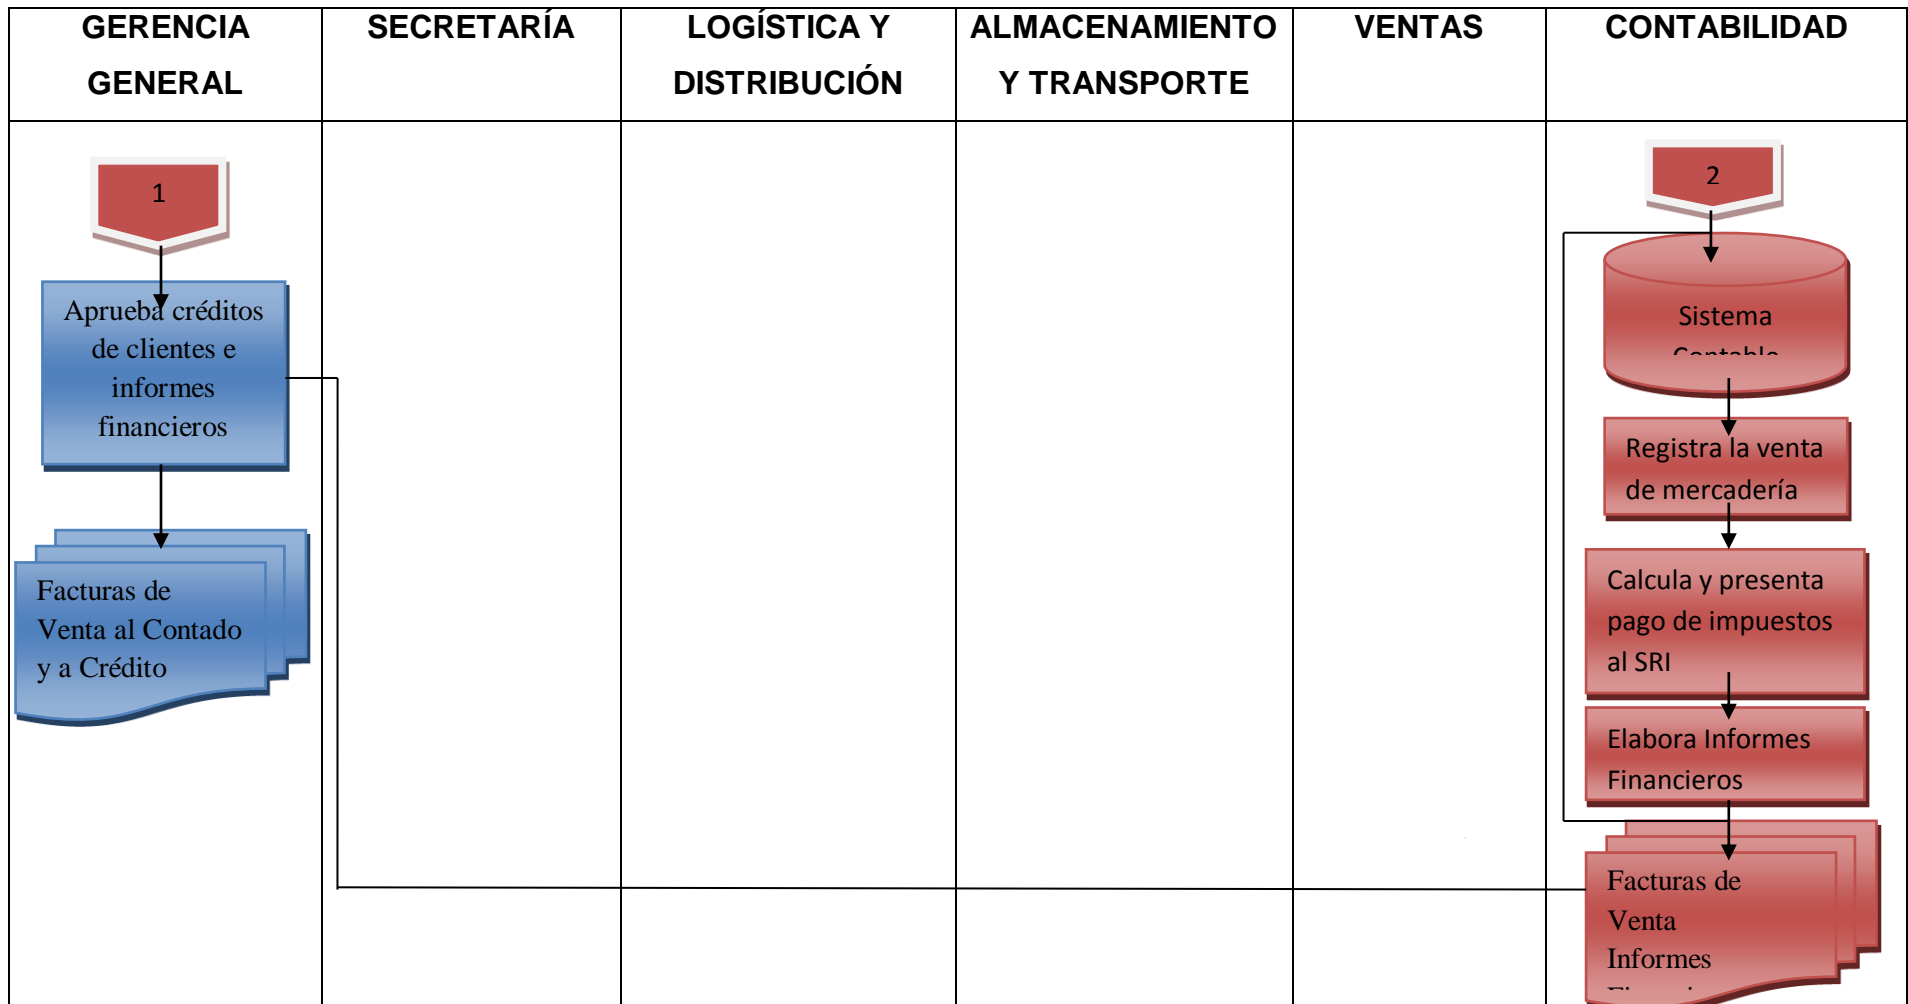 GERENCIA
GENERAL
SECRETARÍA
LOGÍSTICA Y
DISTRIBUCIÓN
ALMACENAMIENTO
Y TRANSPORTE
VENTAS
CONTABILIDAD
1
Aprueba créditos
de clientes e
informes
financieros
Facturas de
Venta al Contado
y a Crédito
2
Sistema
Contable
Registra la venta
de mercadería
Calcula y presenta
pago de impuestos
al SRI
Elabora Informes
Financieros
Facturas de
Venta
Informes